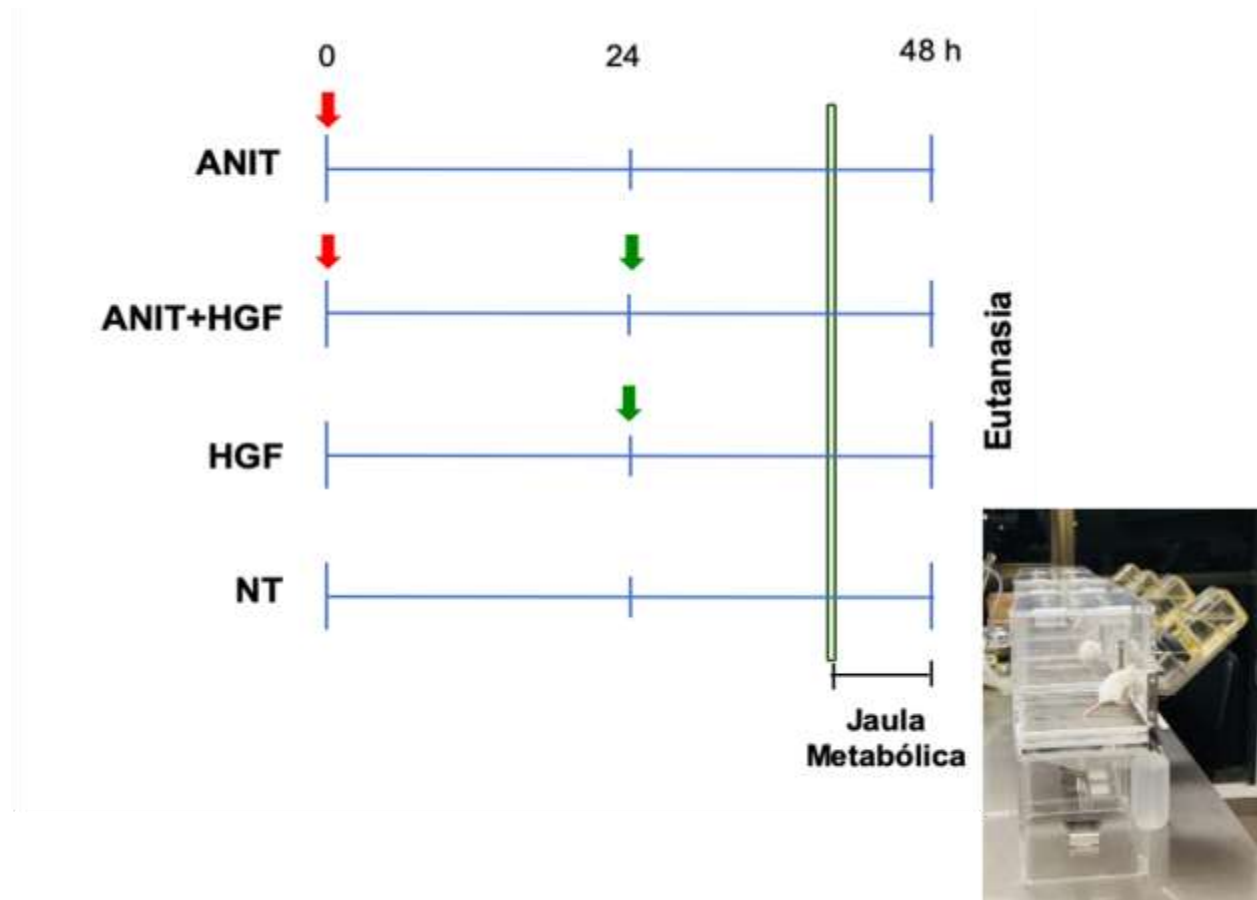 0 24 48 h
ANIT
ANIT+HGF
HGF
NT
Eutanasia
Jaula
Metabólica